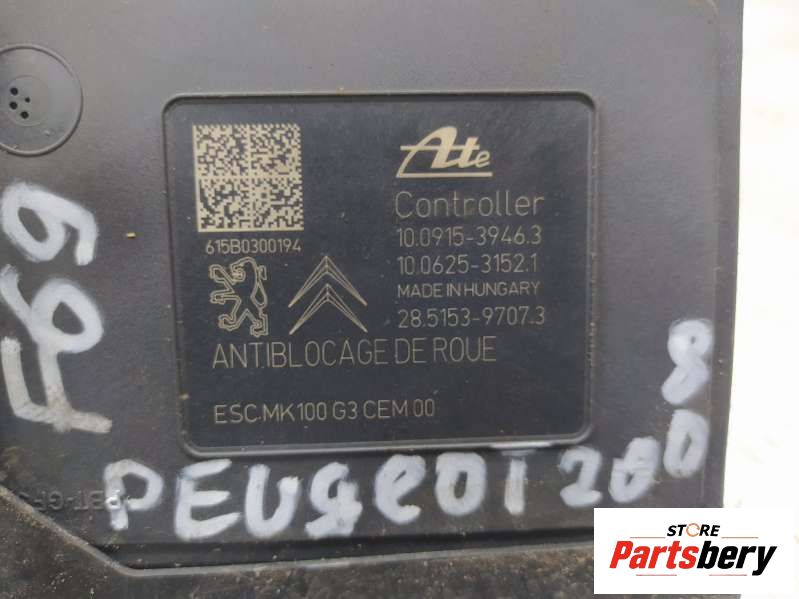 Ate
Controller
615B0300194
10.0915-3946.3
10.0625-3152.1
MADE IN HUNGARY
28.5153-9707.3
ANTIBLOCAGE DE ROUE
ESC.MK100 G3 CEM 00
F69
PEUGEOT 2008
STORE
Partsbery